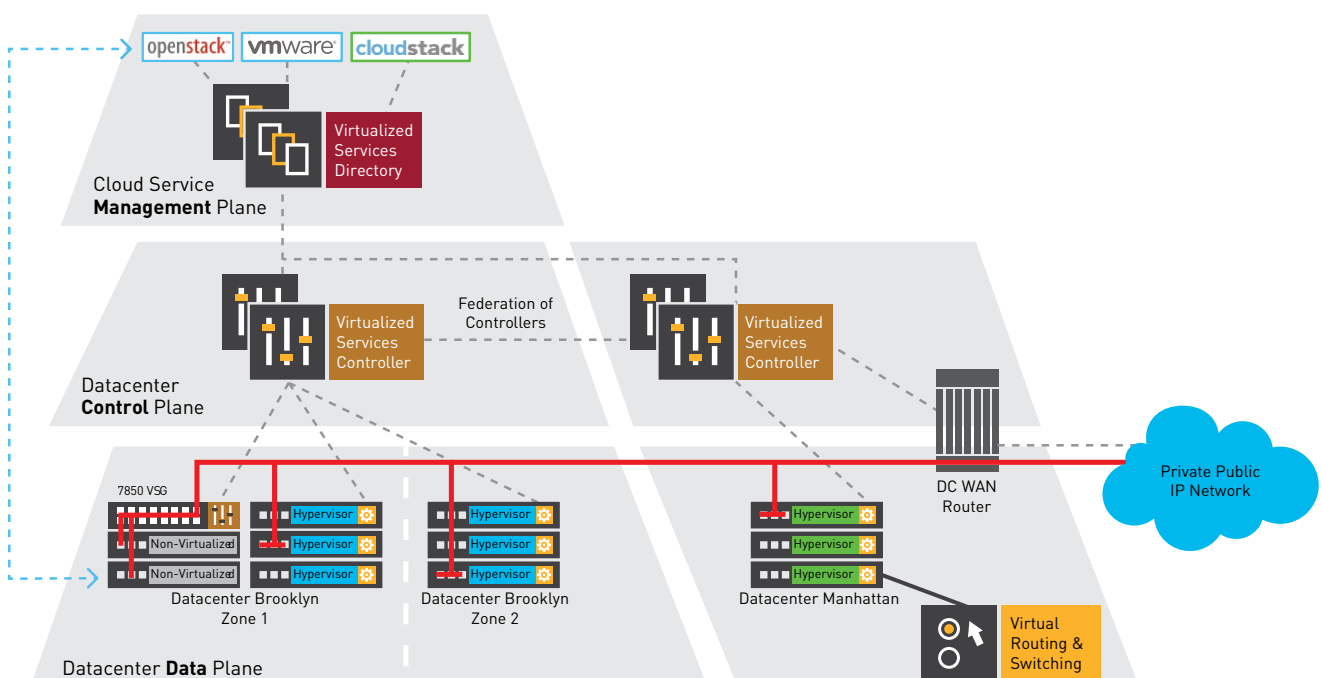 openstack™
vmware®
cloudstack
Virtualized
Services
Directory
Cloud Service
Management Plane
Virtualized
Services
Controller
Federation of
Controllers
Virtualized
Services
Controller
Datacenter
Control Plane
7850 VSG
Non-Virtualized
Non-Virtualized
Hypervisor
Hypervisor
Hypervisor
Datacenter Brooklyn
Zone 1
Hypervisor
Hypervisor
Hypervisor
Datacenter Brooklyn
Zone 2
Hypervisor
Hypervisor
Hypervisor
Datacenter Manhattan
DC WAN
Router
Private Public
IP Network
Virtual
Routing &
Switching
Datacenter Data Plane